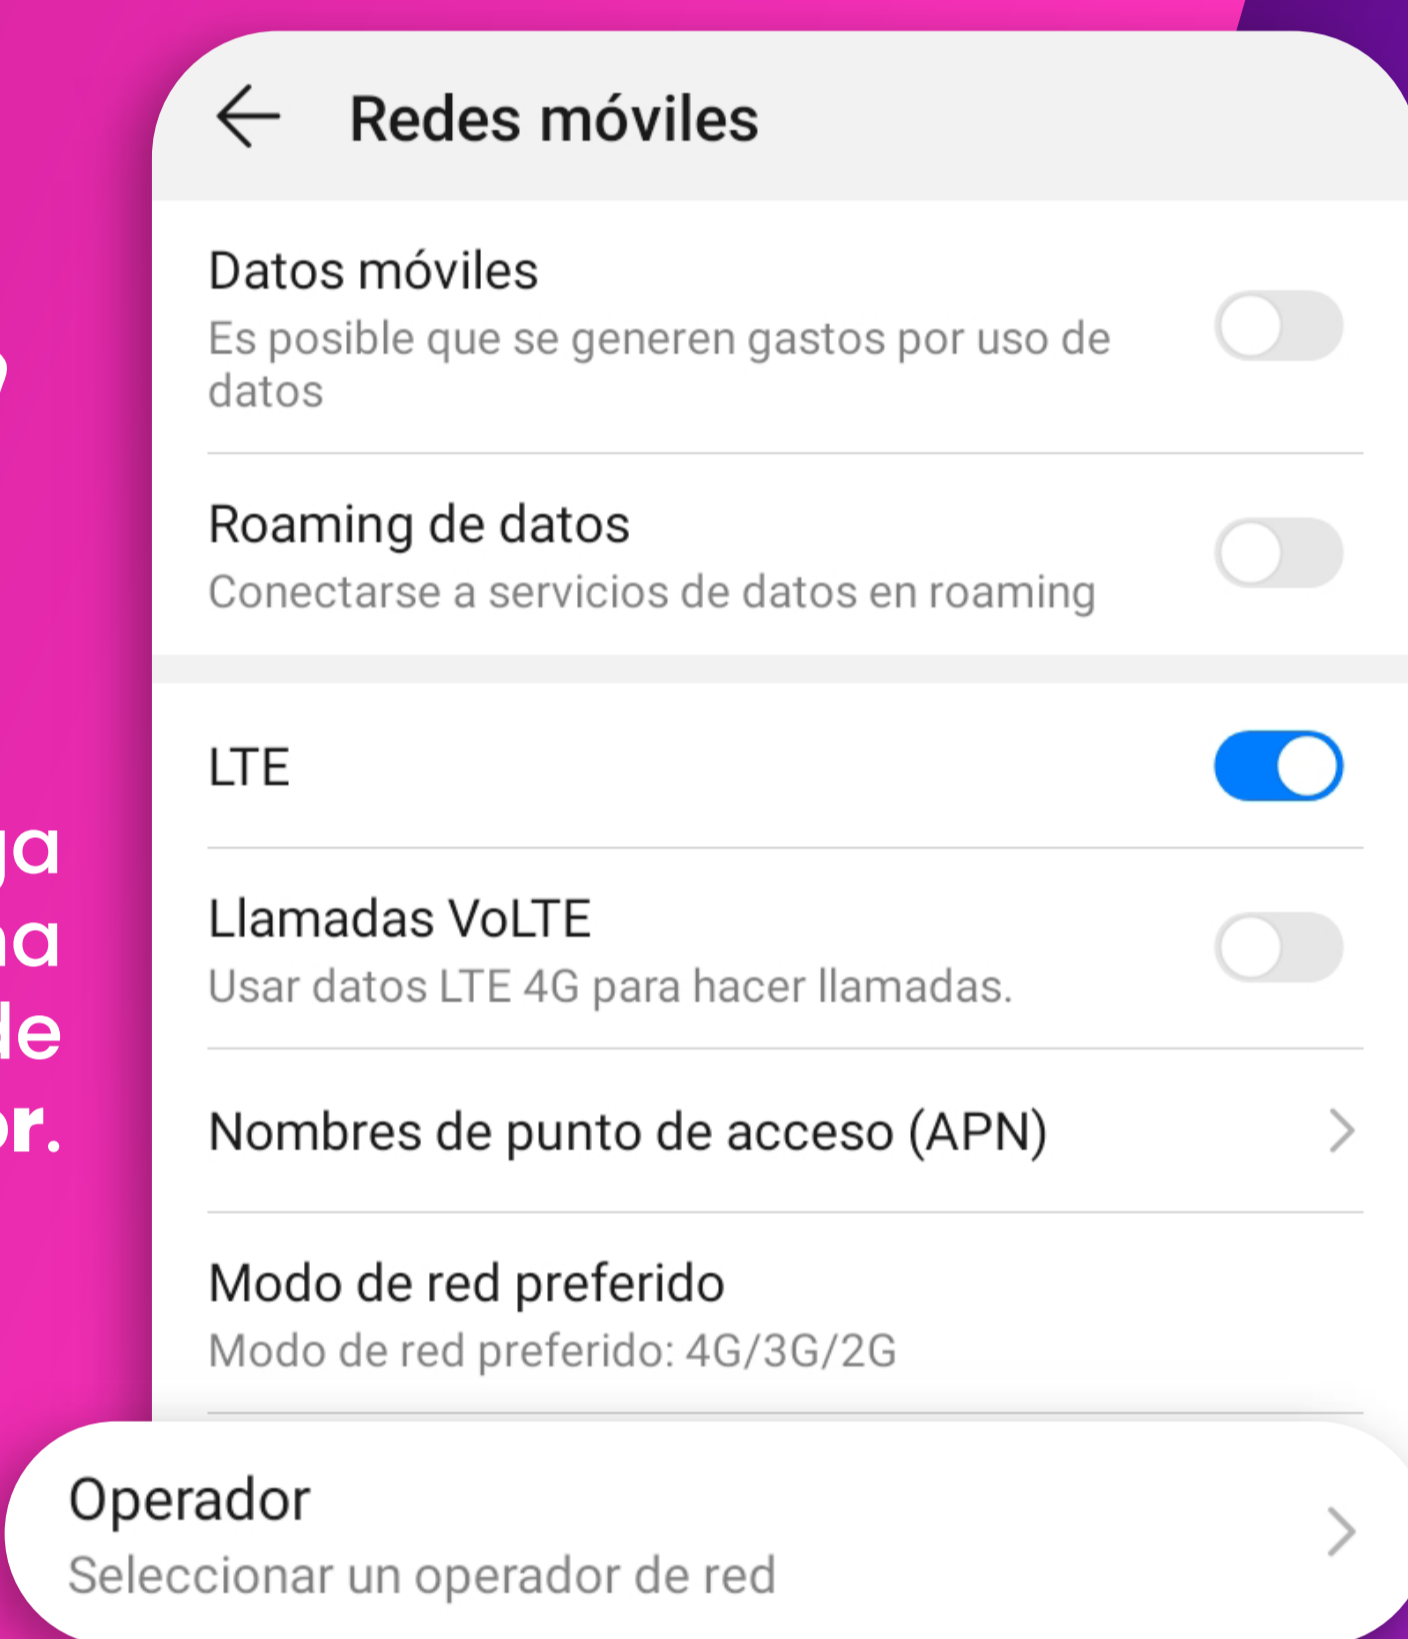 Redes móviles
Datos móviles
Es posible que se generen gastos por uso de
datos
Roaming de datos
Conectarse a servicios de datos en roaming
LTE
Llamadas VoLTE
Usar datos LTE 4G para hacer llamadas.
Nombres de punto de acceso (APN)
Modo de red preferido
Modo de red preferido: 4G/3G/2G
Operador
Seleccionar un operador de red